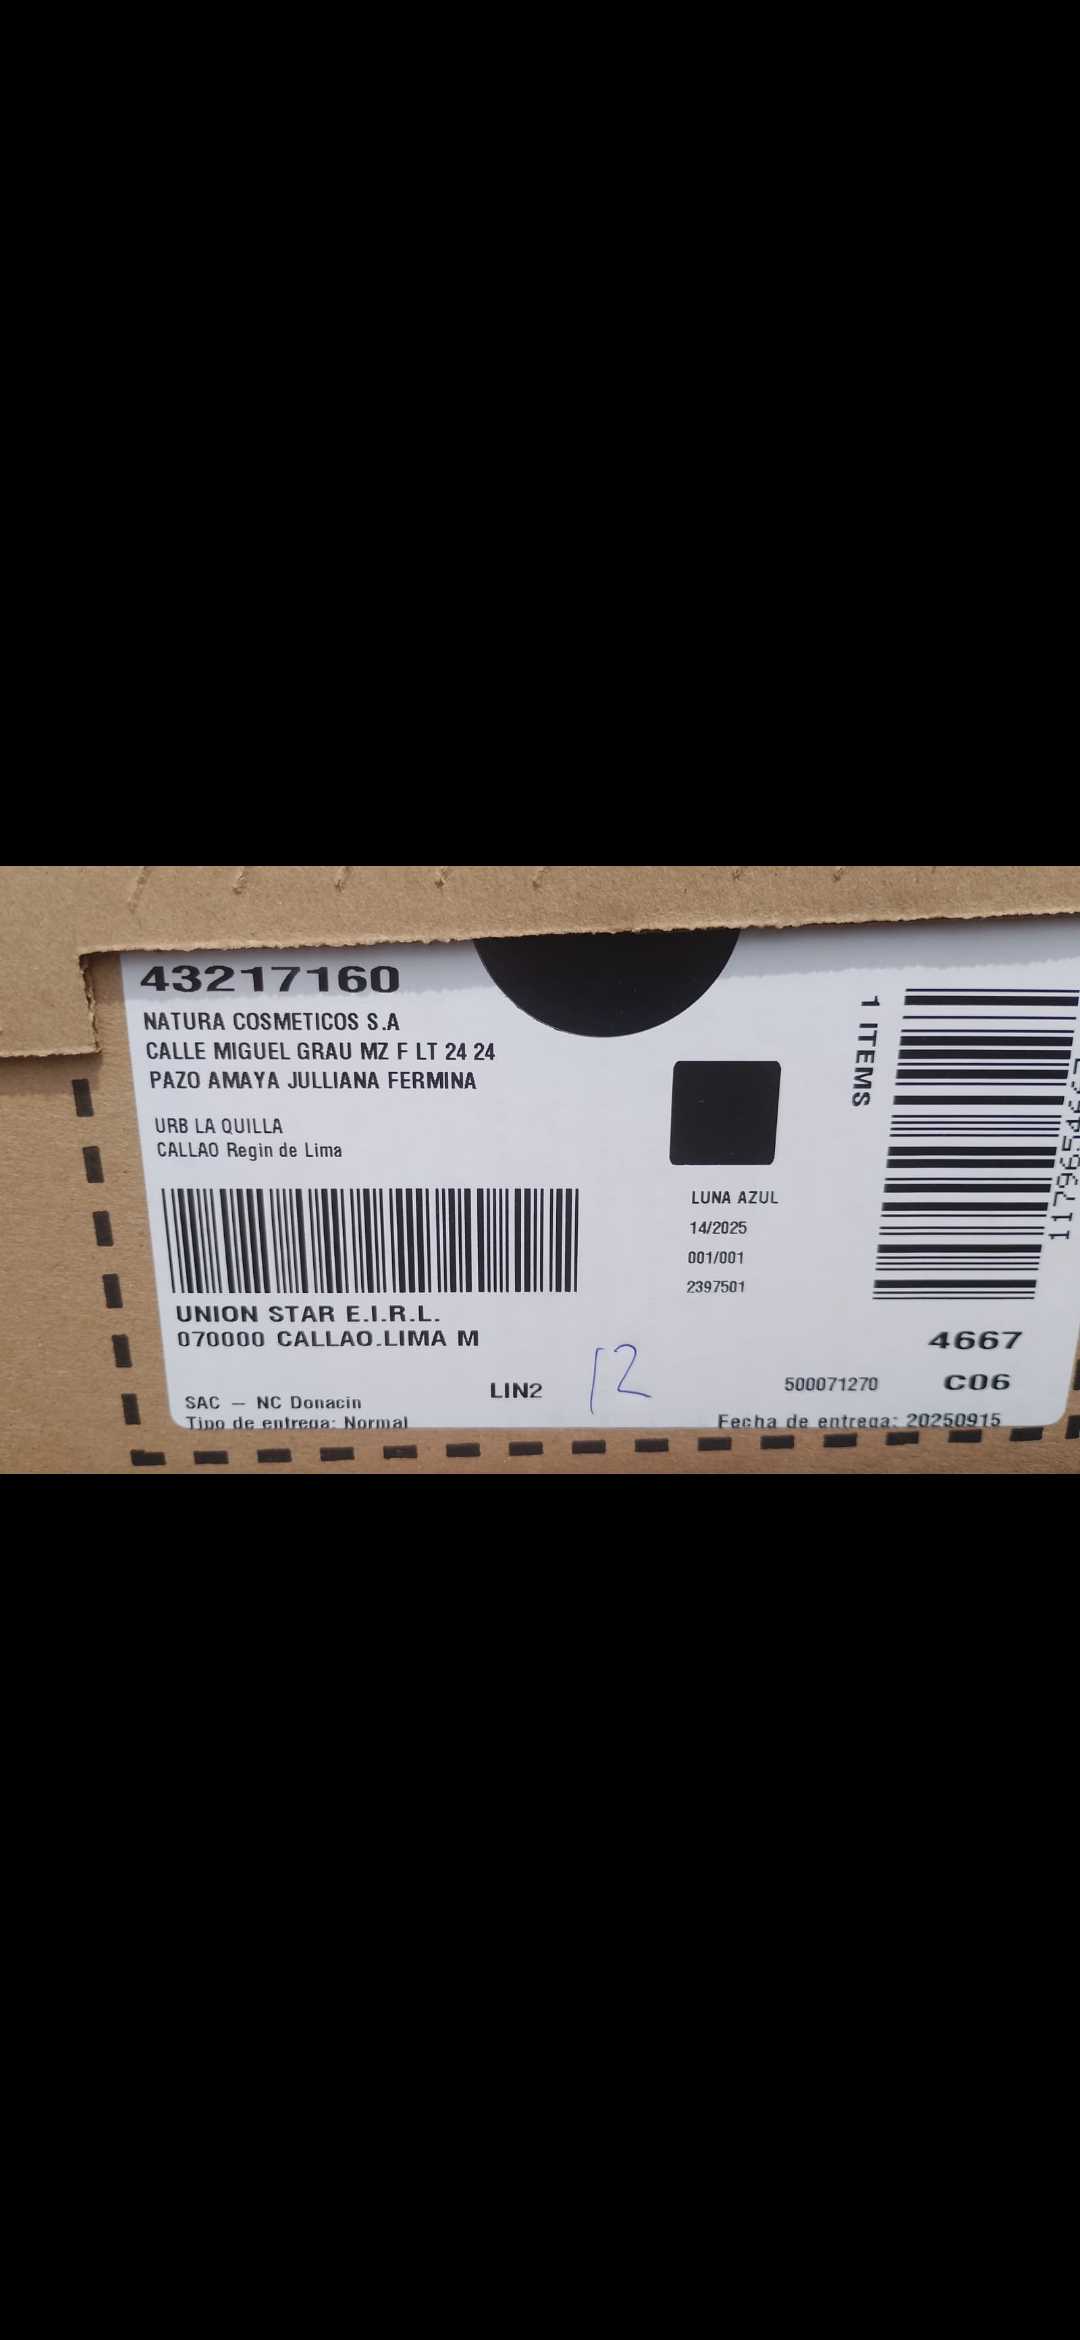 43217160
NATURA COSMETICOS S.A
CALLE MIGUEL GRAU MZ F LT 24 24
PAZO AMAYA JULLIANA FERMINA
URB LA QUILLA
CALLAO Regin de Lima
1 ITEMS
LUNA AZUL
14/2025
001/001
2397501
UNION STAR E.I.R.L.
070000 CALLAO.LIMA M
4667
LIN2
12
500071270
C06
SAC – NC Donacin
Tipo de entrega: Normal
Fecha de entrega: 20250915